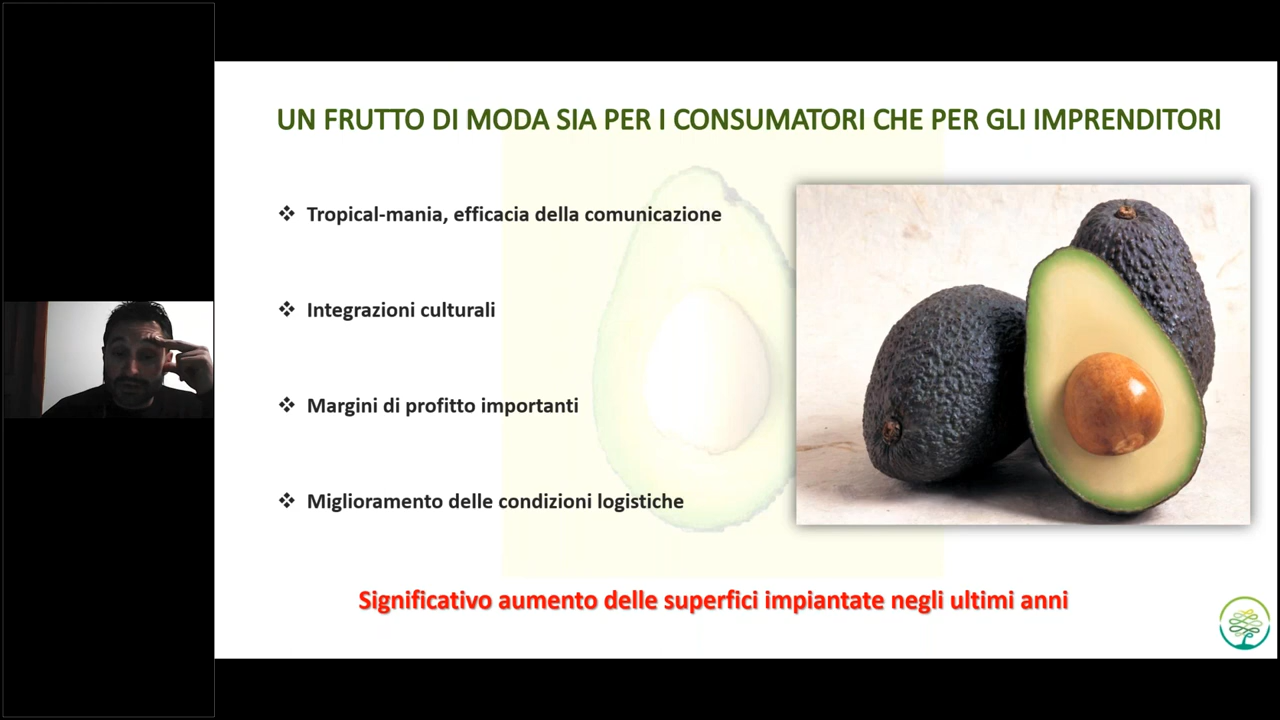 UN FRUTTO DI MODA SIA PER I CONSUMATORI CHE PER GLI IMPRENDITORI
Tropical-mania, efficacia della comunicazione
Integrazioni culturali
Margini di profitto importanti
Miglioramento delle condizioni logistiche
Significativo aumento delle superfici impiantate negli ultimi anni